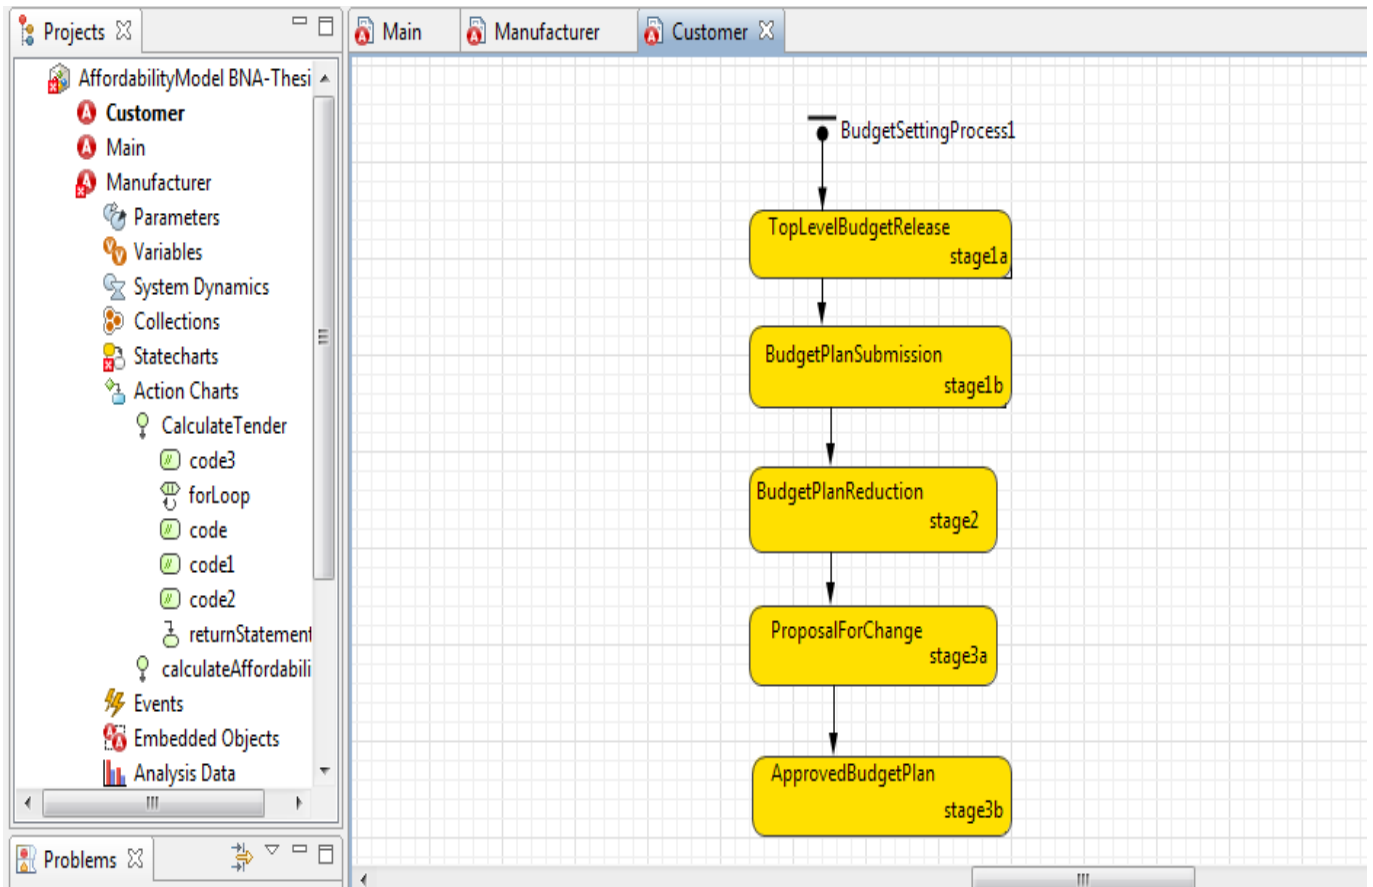 Projects
AffordabilityModel BNA-Thesi
Customer
Main
Manufacturer
Parameters
Variables
System Dynamics
Collections
Statecharts
Action Charts
CalculateTender
code3
forLoop
code
code1
code2
returnStatement
calculateAffordabili
Events
Embedded Objects
Analysis Data
Problems
Main
Manufacturer
Customer
BudgetSettingProcess1
TopLevelBudgetRelease
stage1a
BudgetPlanSubmission
stage1b
BudgetPlanReduction
stage2
ProposalForChange
stage3a
ApprovedBudgetPlan
stage3b